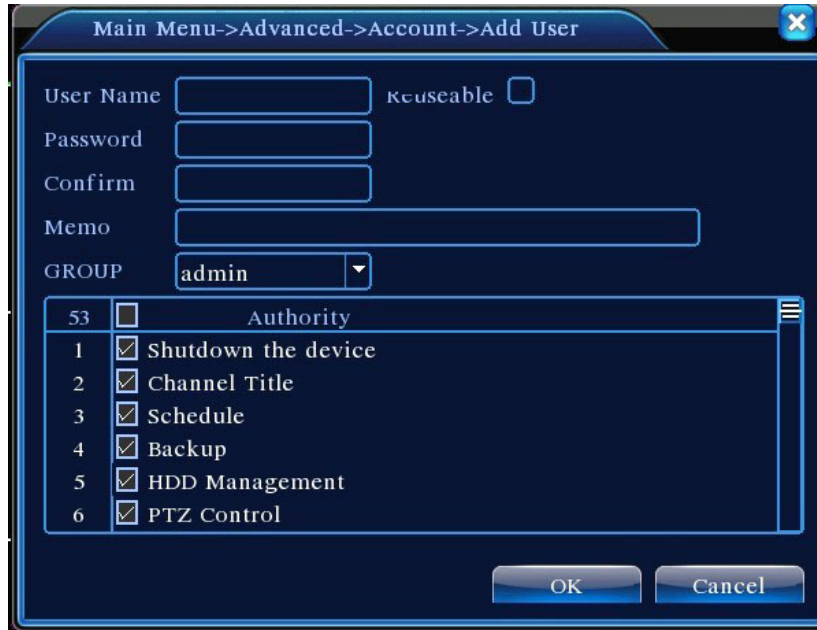 Main Menu->Advanced->Account->Add User
User Name Reuseable
Password
Confirm
Memo
GROUP admin
53 Authority
1 Shutdown the device
2 Channel Title
3 Schedule
4 Backup
5 HDD Management
6 PTZ Control
OK Cancel